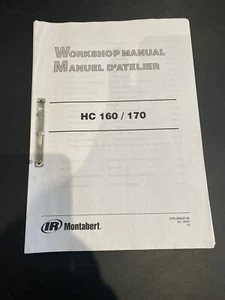 WORKSHOP MANUAL
MANUEL D'ATELIER
HC 160 / 170
IR Montabert